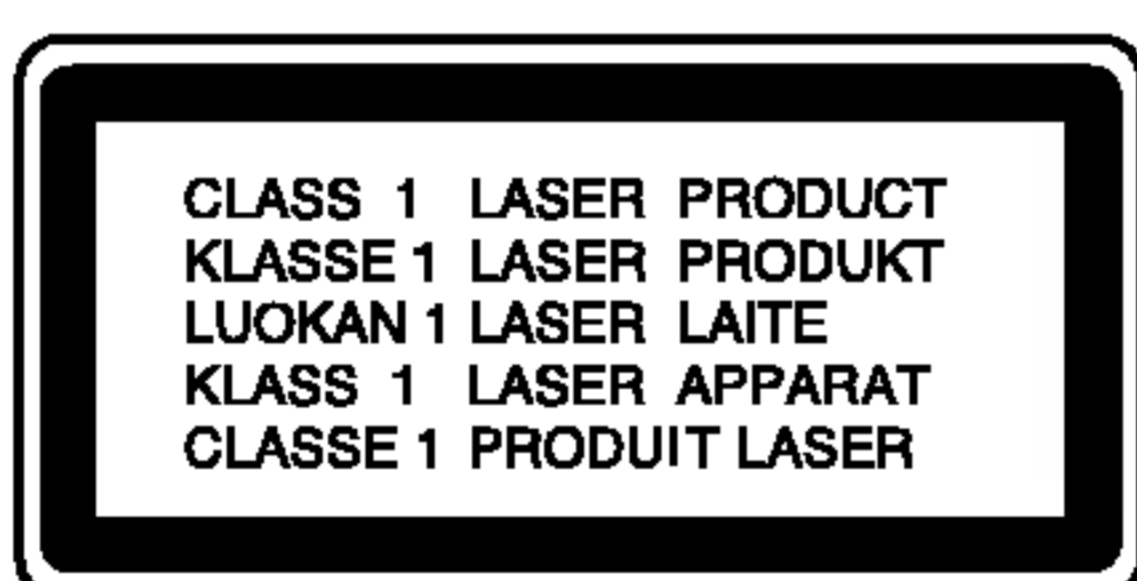 CLASS 1 LASER PRODUCT
KLASSE 1 LASER PRODUKT
LUOKAN 1 LASER LAITE
KLASS 1 LASER APPARAT
CLASSE 1 PRODUIT LASER